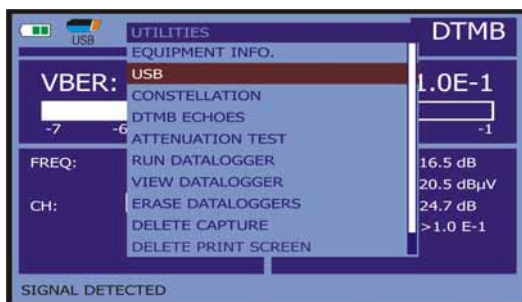 USB
UTILITIES
DTMB
EQUIPMENT INFO.
USB
CONSTELLATION
DTMB ECHOES
ATTENUATION TEST
RUN DATALOGGER
VIEW DATALOGGER
ERASE DATALOGGERS
DELETE CAPTURE
DELETE PRINT SCREEN
VBER:
1.0E-1
-7 -6 -1
FREQ:
16.5 dB
20.5 dBµV
CH:
24.7 dB
>1.0 E-1
SIGNAL DETECTED